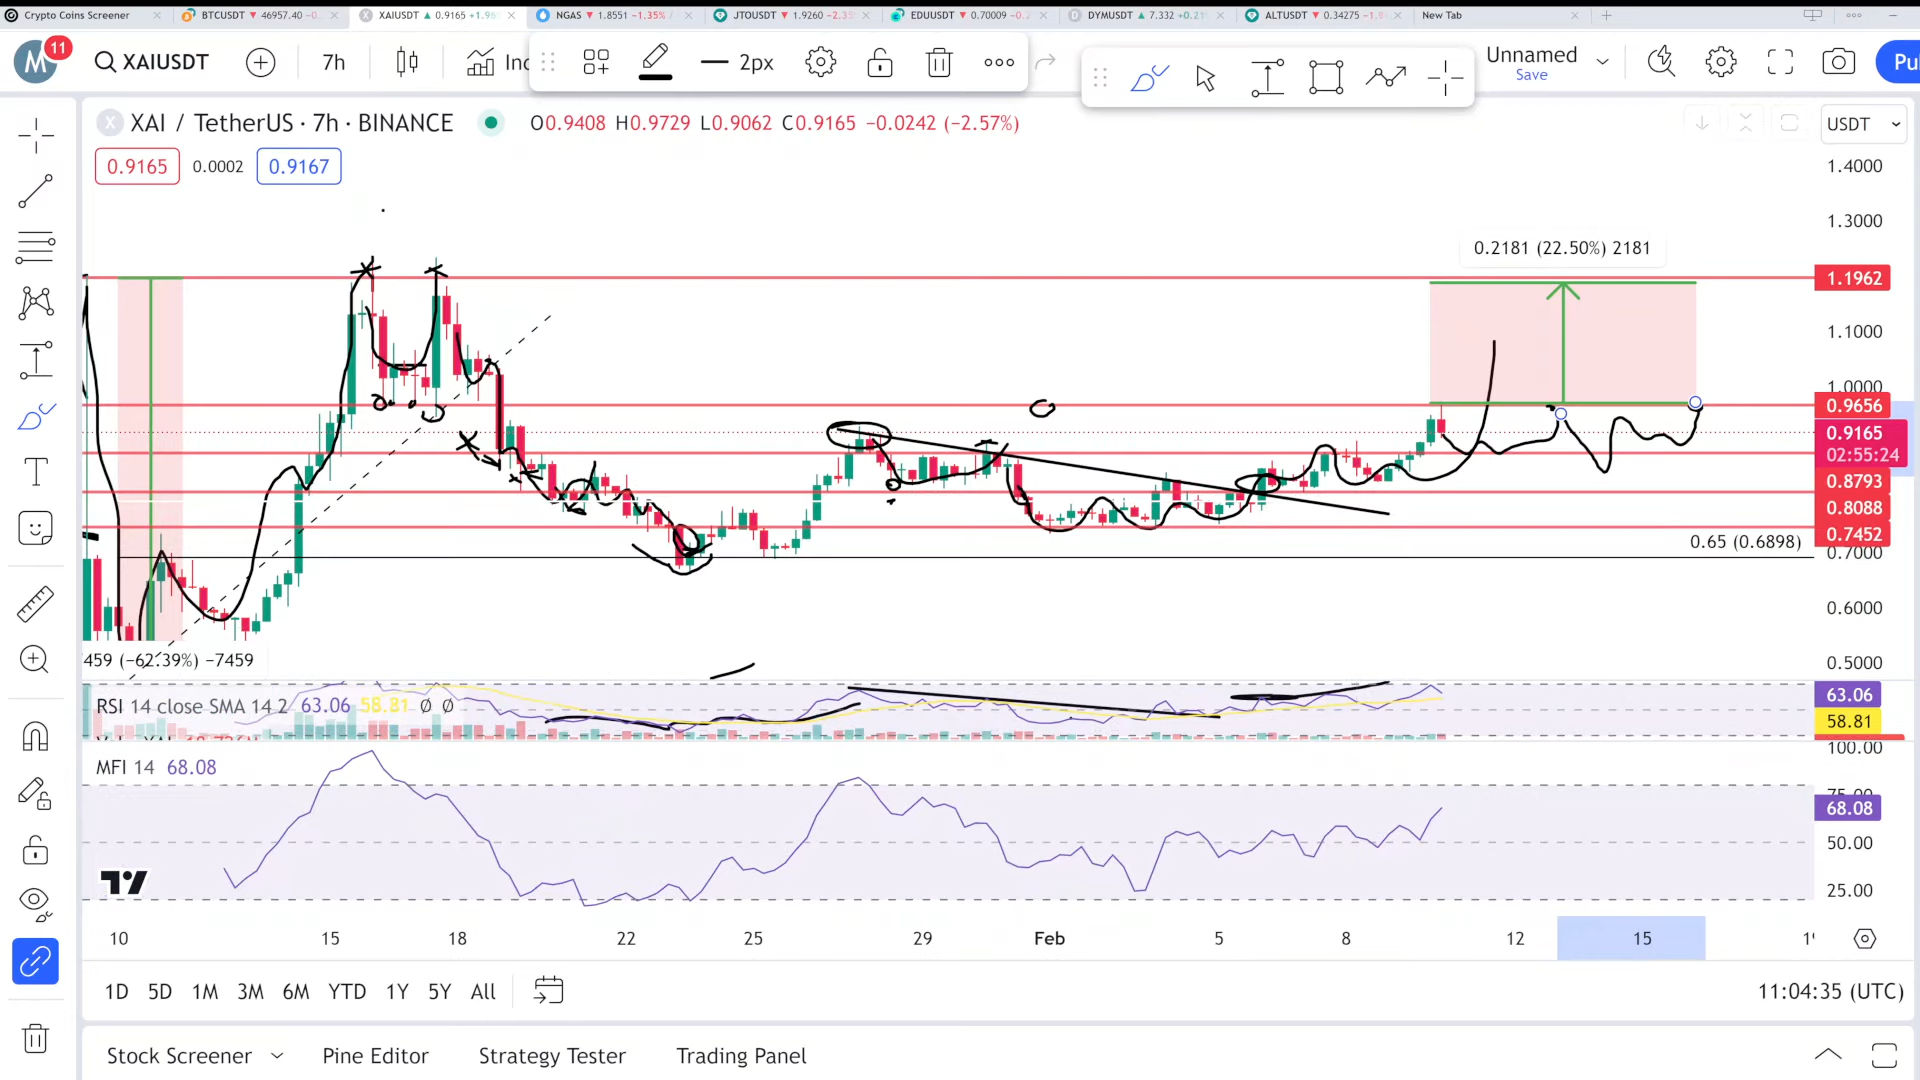 Crypto Coins Screener
BTCUSDT ▼ 46957.40
XAIUSDT ▲ 0.9165
NGAS ▼ 1.8551 −1.35%
JTOUSDT ▼ 1.9260
EDUUSDT ▼ 0.70009
DYMUSDT ▲ 7.332
ALTUSDT ▼ 0.34275
New Tab
M
11
XAIUSDT
7h
2px
Unnamed
Save
X
XAI / TetherUS · 7h · BINANCE
O0.9408 H0.9729 L0.9062 C0.9165 −0.0242 (−2.57%)
USDT
0.9165
0.0002
0.9167
1.4000
1.3000
0.2181 (22.50%) 2181
1.1962
1.1000
1.0000
0.9656
0.9165
02:55:24
0.8793
0.8088
0.7452
0.65 (0.6898)
0.7000
0.6000
459 (−62.39%) −7459
0.5000
RSI 14 close SMA 14 2 63.06 58.81 Ø Ø
63.06
58.81
100.00
MFI 14 68.08
68.08
50.00
25.00
10
15
18
22
25
29
Feb
5
8
12
15
1D
5D
1M
3M
6M
YTD
1Y
5Y
All
11:04:35 (UTC)
Stock Screener
Pine Editor
Strategy Tester
Trading Panel